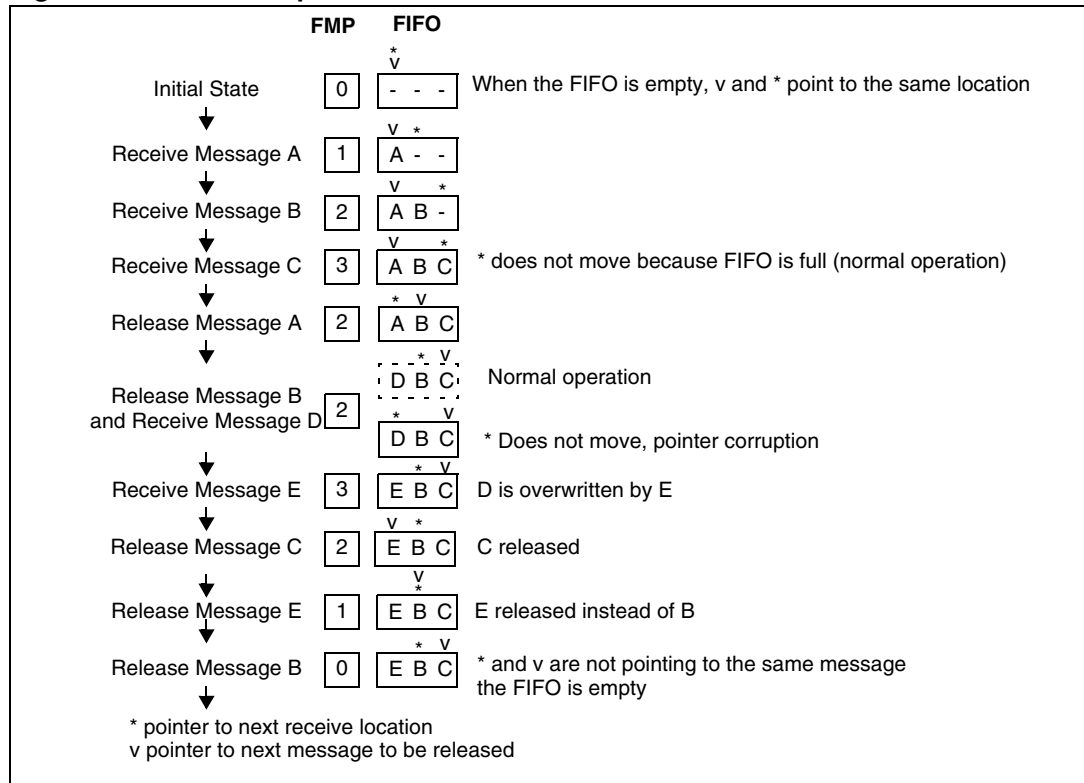 FMP FIFO
*
v
Initial State 0 - - - When the FIFO is empty, v and * point to the same location
v *
Receive Message A 1 A - -
v *
Receive Message B 2 A B -
v *
Receive Message C 3 A B C * does not move because FIFO is full (normal operation)
* v
Release Message A 2 A B C
* v
D B C Normal operation
Release Message B
and Receive Message D 2
* v
D B C * Does not move, pointer corruption
* v
Receive Message E 3 E B C D is overwritten by E
v *
Release Message C 2 E B C C released
v
*
Release Message E 1 E B C E released instead of B
* v
Release Message B 0 E B C * and v are not pointing to the same message
the FIFO is empty
* pointer to next receive location
v pointer to next message to be released